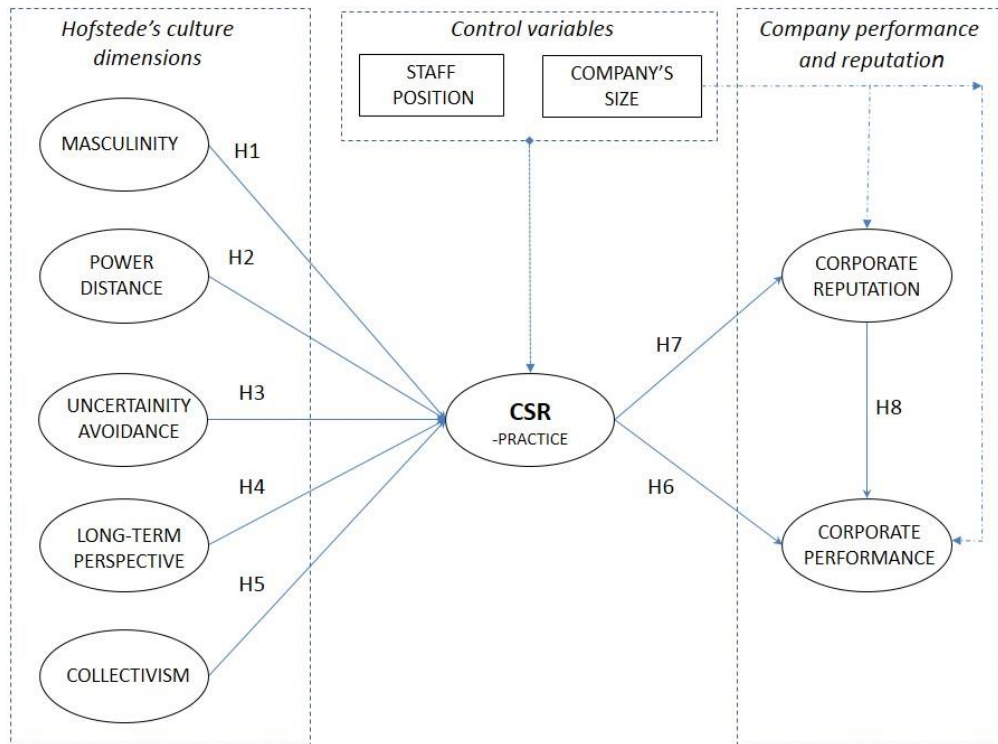 Hofstede's culture
dimensions
MASCULINITY
H1
POWER
DISTANCE
H2
UNCERTAINITY
AVOIDANCE
H3
LONG-TERM
PERSPECTIVE
H4
COLLECTIVISM
H5
Control variables
STAFF
POSITION
COMPANY'S
SIZE
CSR
-PRACTICE
H7
H6
Company performance
and reputation
CORPORATE
REPUTATION
H8
CORPORATE
PERFORMANCE